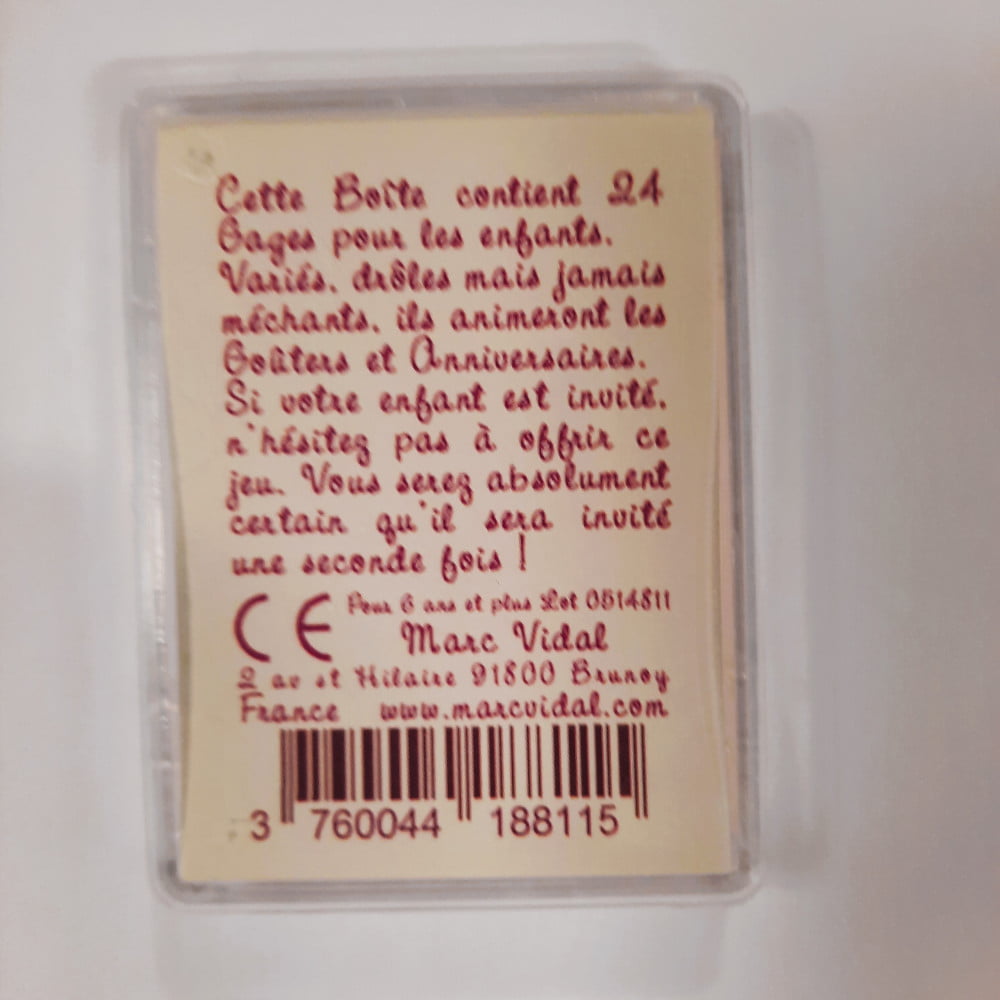 Cette Boîte contient 24
Gages pour les enfants.
Variés, drôles mais jamais
méchants, ils animeront les
Goûters et Anniversaires.
Si votre enfant est invité,
n'hésitez pas à offrir ce
jeu. Vous serez absolument
certain qu'il sera invité
une seconde fois !
CE Pour 6 ans et plus Lot 0514811
Marc Vidal
2 av st Hilaire 91800 Brunoy
France www.marcvidal.com
3 760044 188115